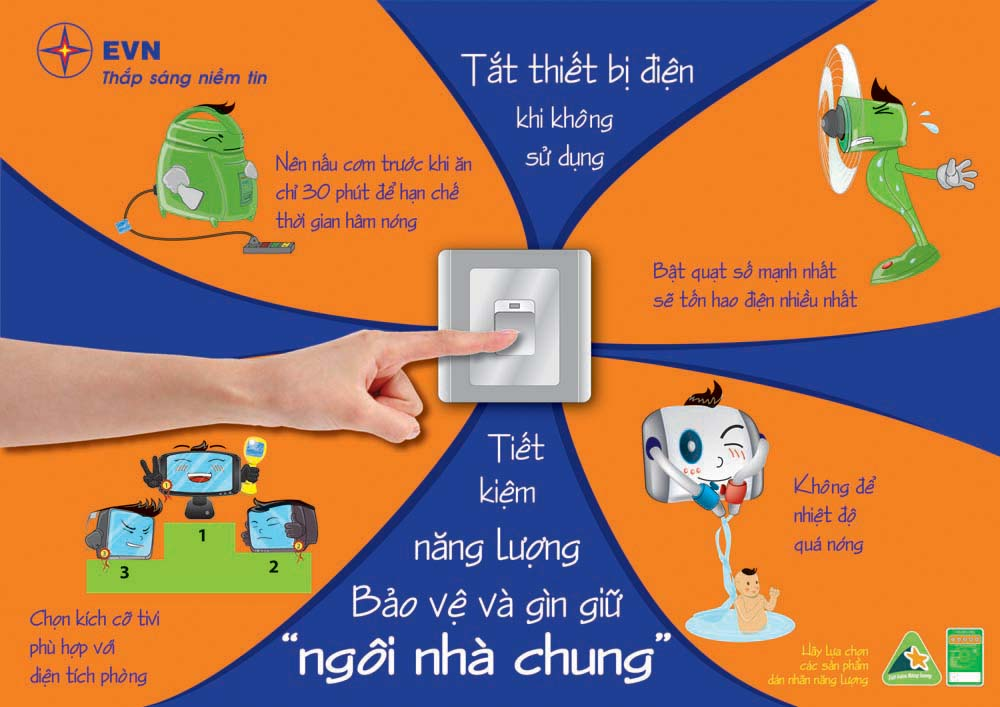 EVN
Thắp sáng niềm tin
Tắt thiết bị điện
khi không
sử dụng
Nên nấu cơm trước khi ăn
chỉ 30 phút để hạn chế
thời gian hâm nóng
Bật quạt số mạnh nhất
sẽ tốn hao điện nhiều nhất
1
2
3
Chọn kích cỡ tivi
phù hợp với
diện tích phòng
Tiết
kiệm
năng lượng
Bảo vệ và gìn giữ
"ngôi nhà chung"
Không để
nhiệt độ
quá nóng
Hãy lựa chọn
các sản phẩm
dán nhãn năng lượng
Tiết kiệm Năng lượng